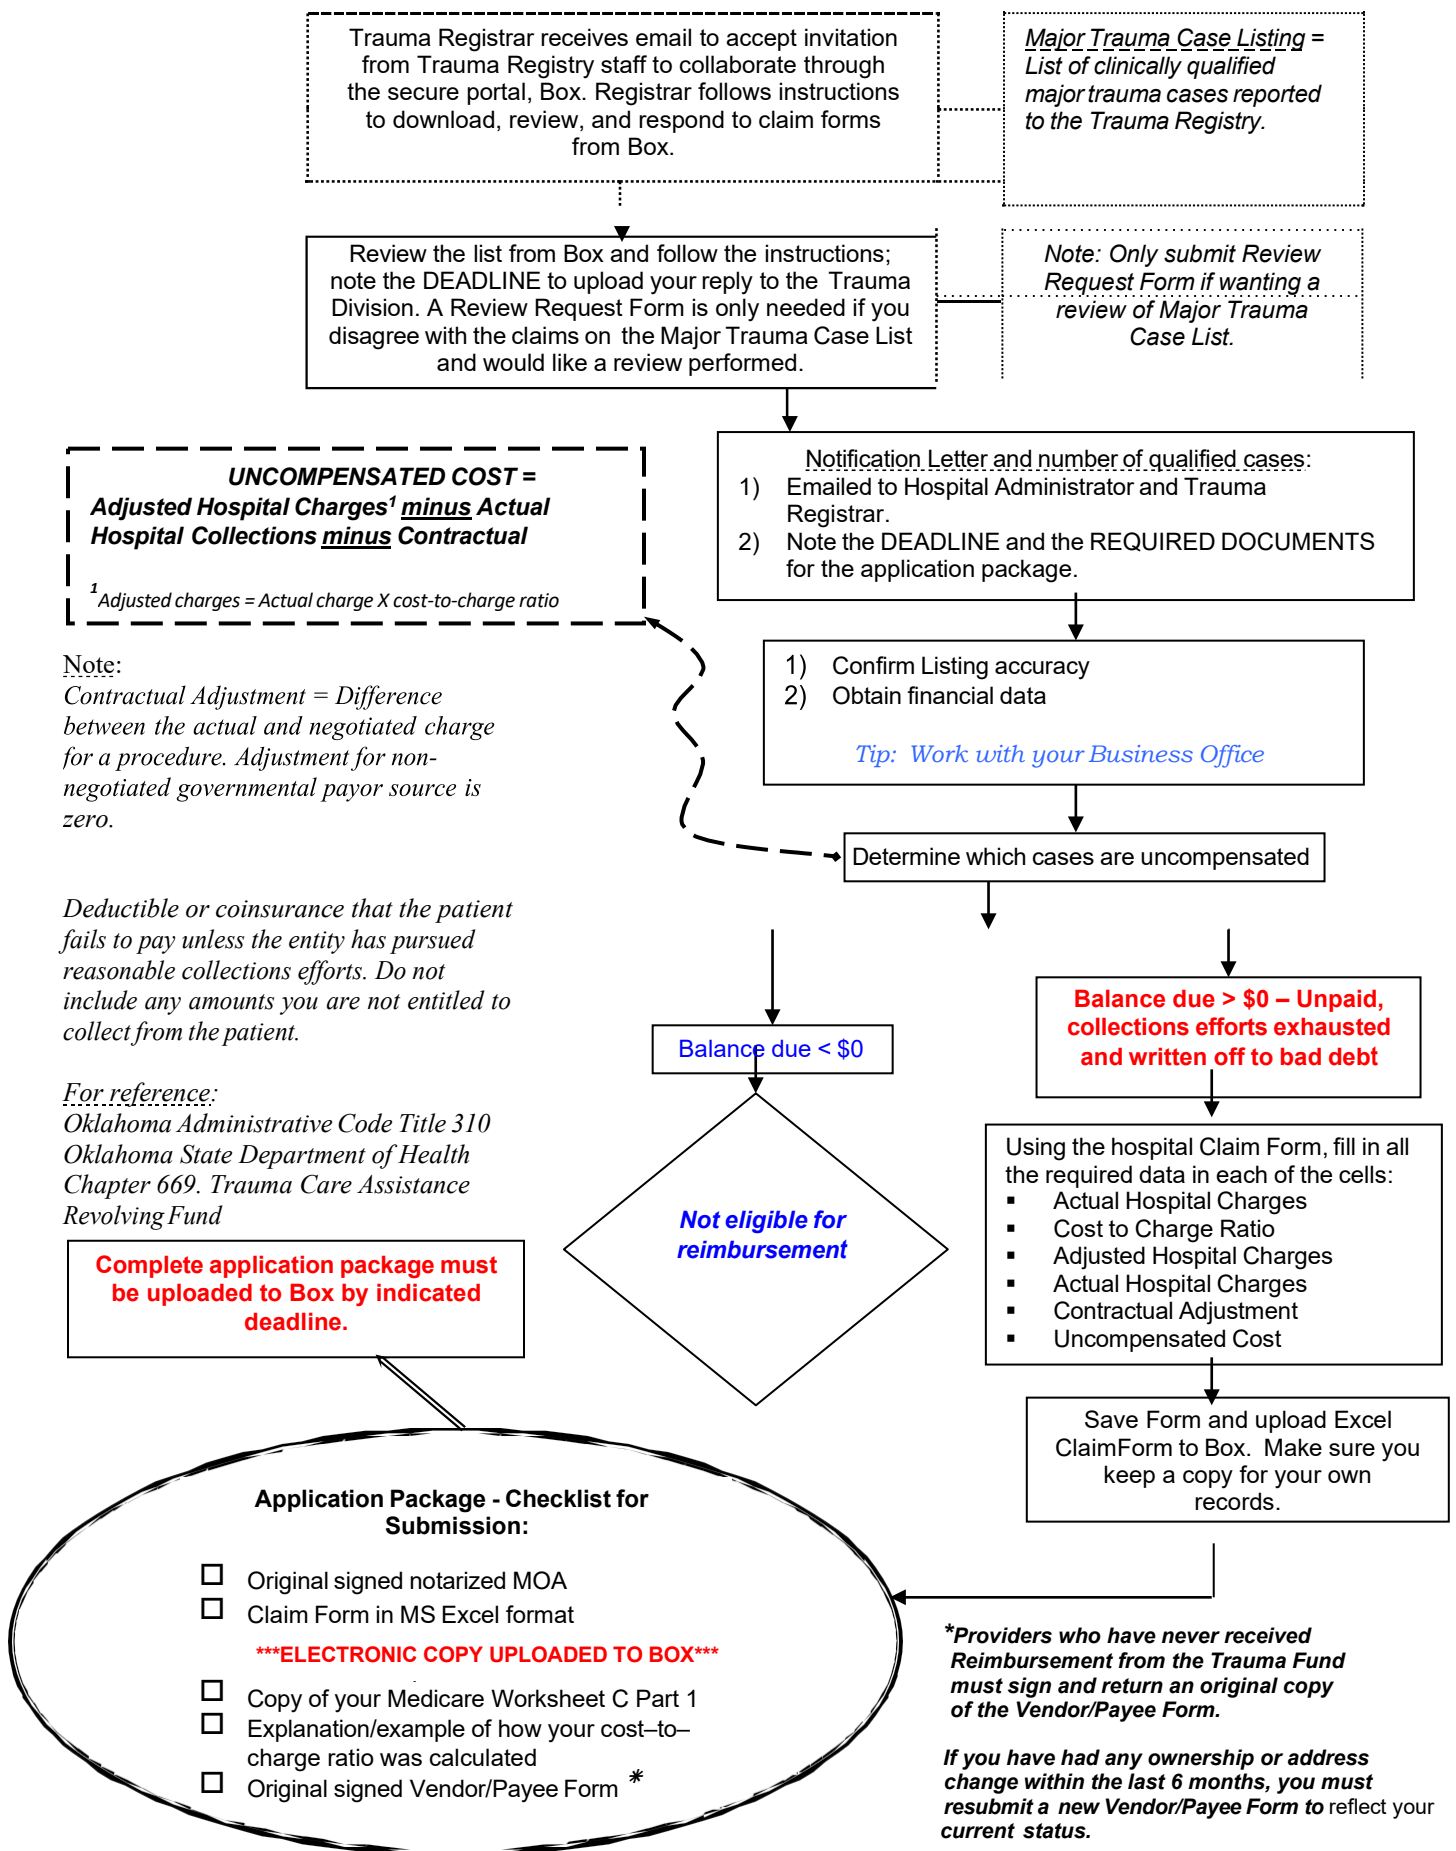 Trauma Registrar receives email to accept invitation
from Trauma Registry staff to collaborate through
the secure portal, Box. Registrar follows instructions
to download, review, and respond to claim forms
from Box.
Major Trauma Case Listing =
List of clinically qualified
major trauma cases reported
to the Trauma Registry.
Review the list from Box and follow the instructions;
note the DEADLINE to upload your reply to the Trauma
Division. A Review Request Form is only needed if you
disagree with the claims on the Major Trauma Case List
and would like a review performed.
Note: Only submit Review
Request Form if wanting a
review of Major Trauma
Case List.
UNCOMPENSATED COST =
Adjusted Hospital Charges1 minus Actual
Hospital Collections minus Contractual
1Adjusted charges = Actual charge X cost-to-charge ratio
Notification Letter and number of qualified cases:
1) Emailed to Hospital Administrator and Trauma
Registrar.
2) Note the DEADLINE and the REQUIRED DOCUMENTS
for the application package.
1) Confirm Listing accuracy
2) Obtain financial data
Tip: Work with your Business Office
Note:
Contractual Adjustment = Difference
between the actual and negotiated charge
for a procedure. Adjustment for non-
negotiated governmental payor source is
zero.
Determine which cases are uncompensated
Deductible or coinsurance that the patient
fails to pay unless the entity has pursued
reasonable collections efforts. Do not
include any amounts you are not entitled to
collect from the patient.
Balance due < $0
Balance due > $0 – Unpaid,
collections efforts exhausted
and written off to bad debt
For reference:
Oklahoma Administrative Code Title 310
Oklahoma State Department of Health
Chapter 669. Trauma Care Assistance
Revolving Fund
Not eligible for
reimbursement
Using the hospital Claim Form, fill in all
the required data in each of the cells:
▪ Actual Hospital Charges
▪ Cost to Charge Ratio
▪ Adjusted Hospital Charges
▪ Actual Hospital Charges
▪ Contractual Adjustment
▪ Uncompensated Cost
Complete application package must
be uploaded to Box by indicated
deadline.
Save Form and upload Excel
ClaimForm to Box. Make sure you
keep a copy for your own
records.
Application Package - Checklist for
Submission:
☐ Original signed notarized MOA
☐ Claim Form in MS Excel format
***ELECTRONIC COPY UPLOADED TO BOX***
☐ Copy of your Medicare Worksheet C Part 1
☐ Explanation/example of how your cost–to–
charge ratio was calculated
☐ Original signed Vendor/Payee Form *
*Providers who have never received
Reimbursement from the Trauma Fund
must sign and return an original copy
of the Vendor/Payee Form.
If you have had any ownership or address
change within the last 6 months, you must
resubmit a new Vendor/Payee Form to reflect your
current status.